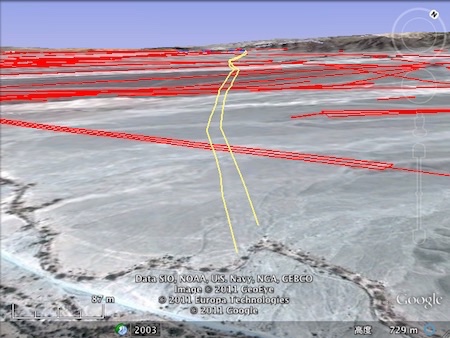 N
Data SIO, NOAA, U.S. Navy, NGA, GEBCO
Image © 2011 GeoEye
© 2011 Europa Technologies
© 2011 Google
87 m
Google
2003
高度 729 m